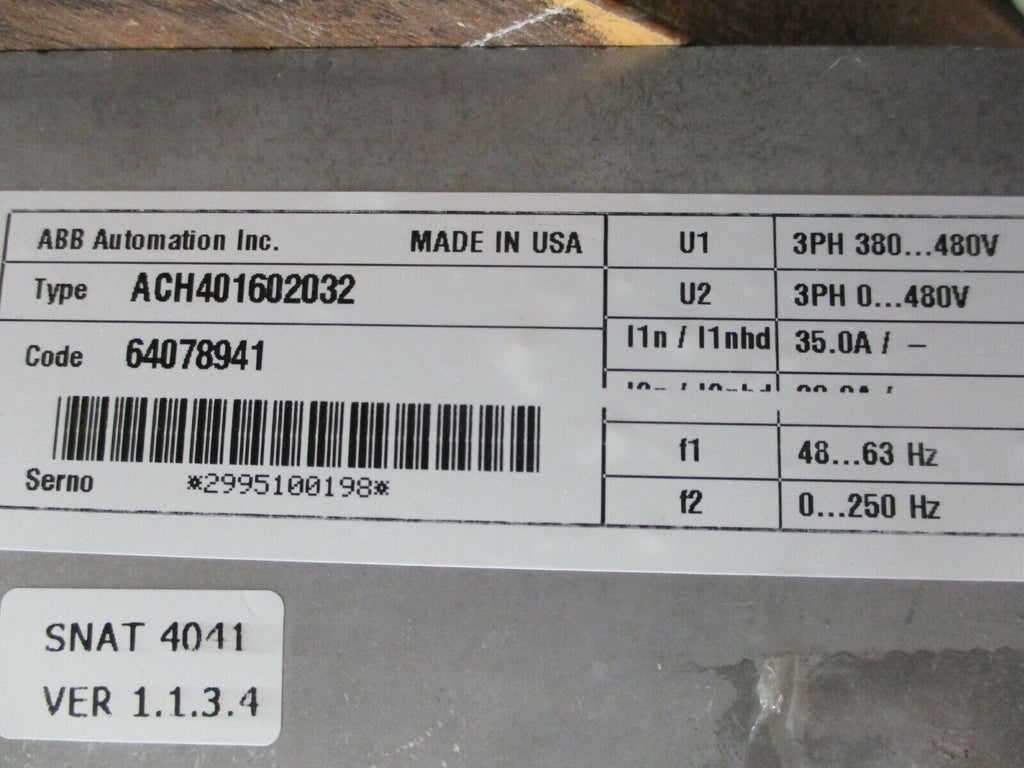 ABB Automation Inc. MADE IN USA
Type ACH401602032
Code 64078941
Serno *2995100198*
U1 3PH 380...480V
U2 3PH 0...480V
I1n / I1nhd 35.0A / –
f1 48...63 Hz
f2 0...250 Hz
SNAT 4041
VER 1.1.3.4